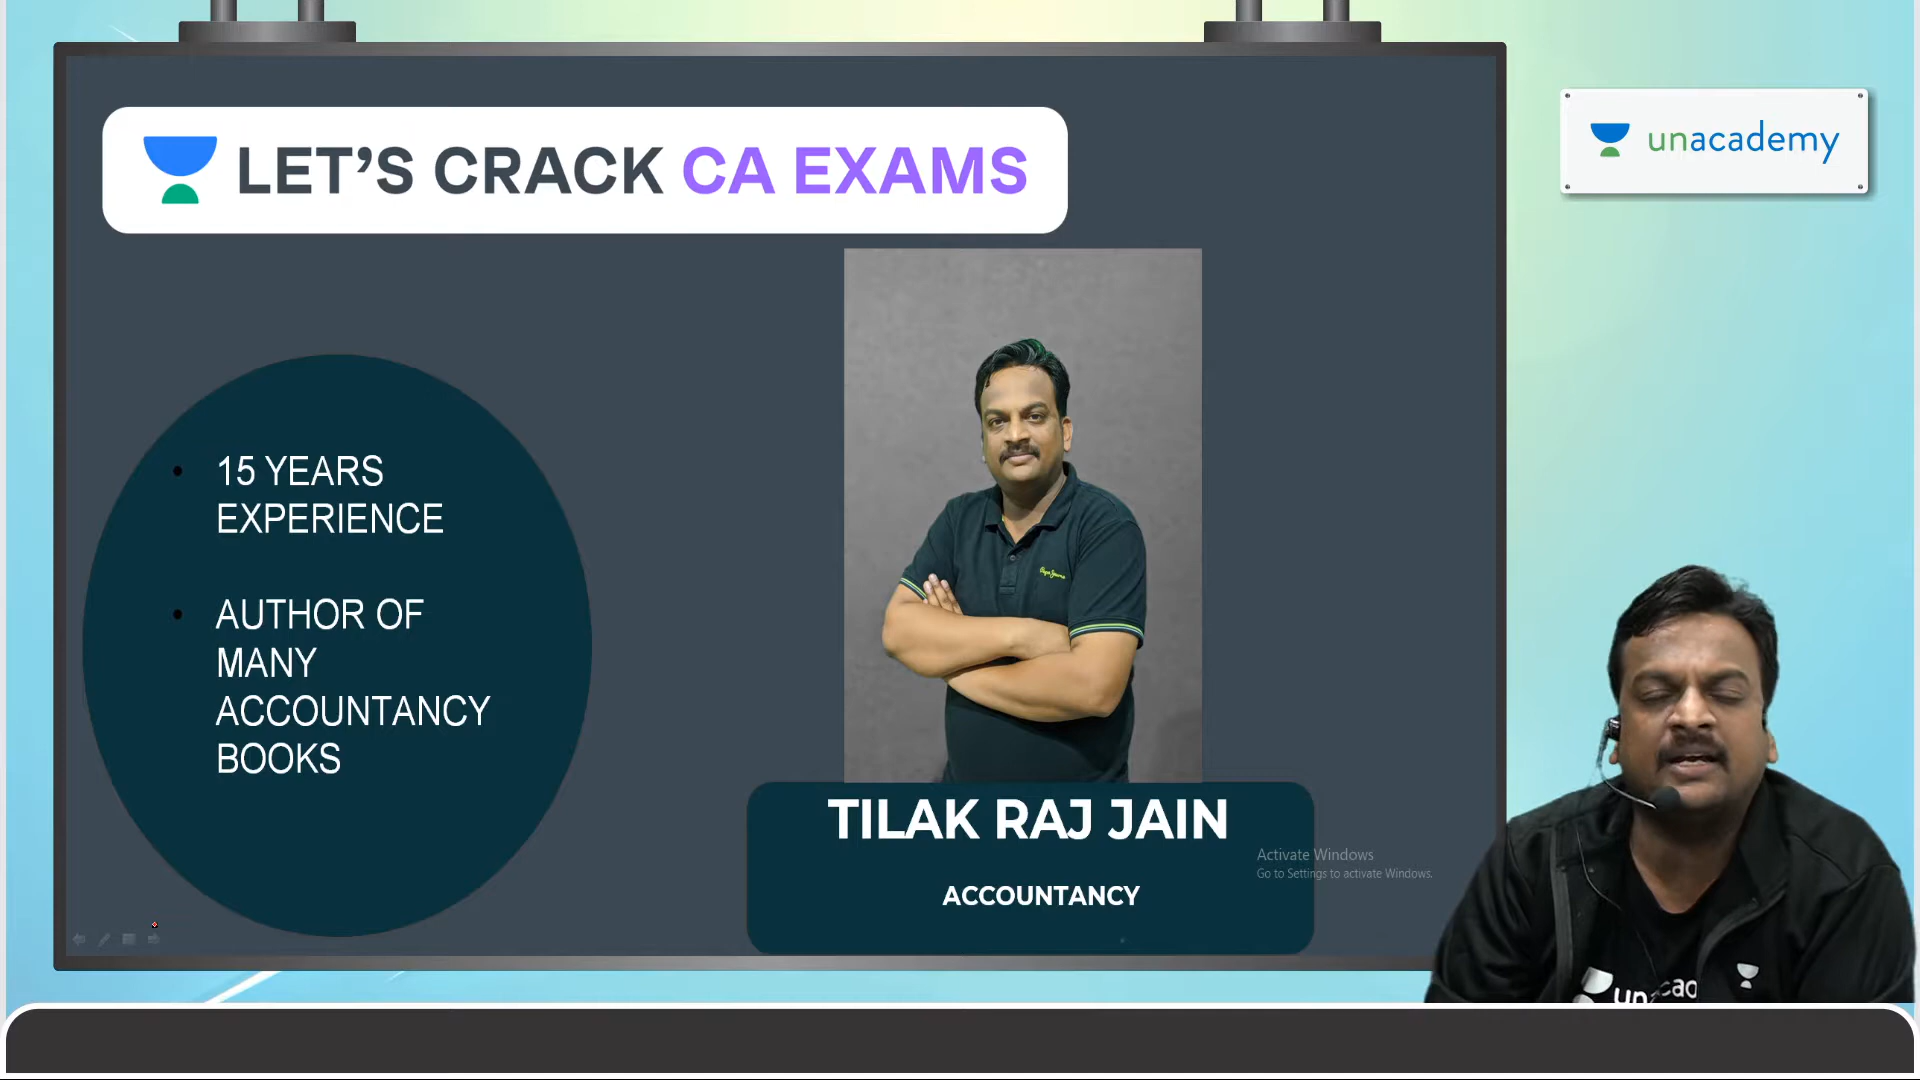 LET'S CRACK CA EXAMS
unacademy
15 YEARS
EXPERIENCE
AUTHOR OF
MANY
ACCOUNTANCY
BOOKS
TILAK RAJ JAIN
ACCOUNTANCY
Activate Windows
Go to Settings to activate Windows.